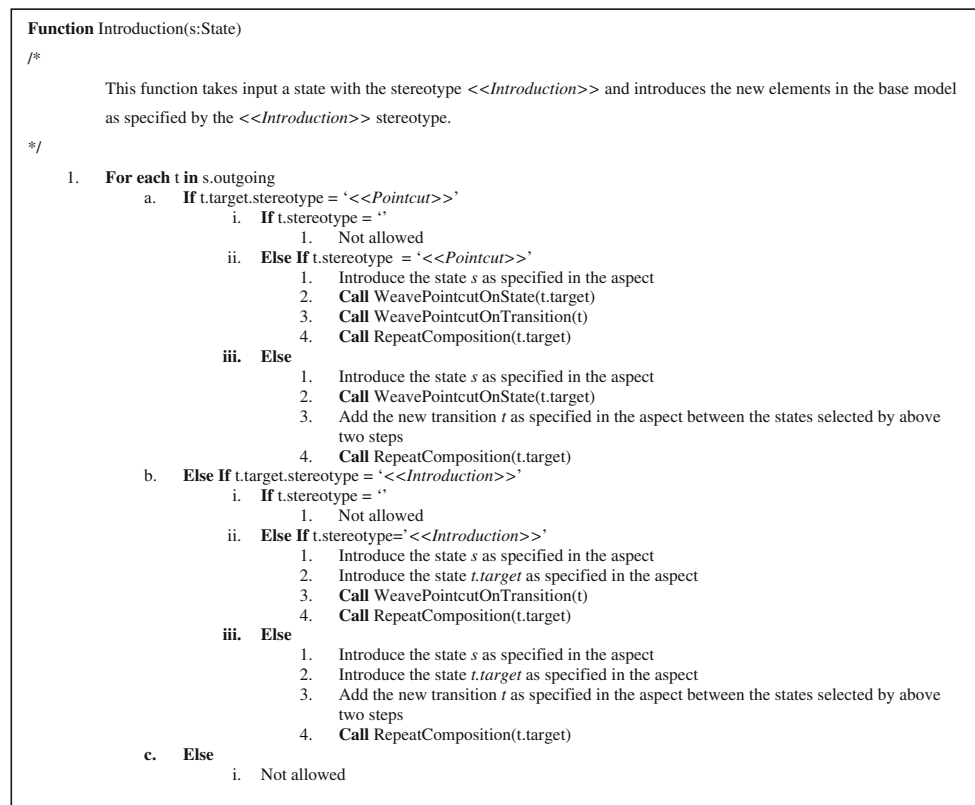 Function Introduction(s:State)
/*
This function takes input a state with the stereotype <<Introduction>> and introduces the new elements in the base model
as specified by the <<Introduction>> stereotype.
*/
1. For each t in s.outgoing
a. If t.target.stereotype = ‘<<Pointcut>>’
i. If t.stereotype = ‘’
1. Not allowed
ii. Else If t.stereotype = ‘<<Pointcut>>’
1. Introduce the state s as specified in the aspect
2. Call WeavePointcutOnState(t.target)
3. Call WeavePointcutOnTransition(t)
4. Call RepeatComposition(t.target)
iii. Else
1. Introduce the state s as specified in the aspect
2. Call WeavePointcutOnState(t.target)
3. Add the new transition t as specified in the aspect between the states selected by above
two steps
4. Call RepeatComposition(t.target)
b. Else If t.target.stereotype = ‘<<Introduction>>’
i. If t.stereotype = ‘’
1. Not allowed
ii. Else If t.stereotype=’<<Introduction>>’
1. Introduce the state s as specified in the aspect
2. Introduce the state t.target as specified in the aspect
3. Call WeavePointcutOnTransition(t)
4. Call RepeatComposition(t.target)
iii. Else
1. Introduce the state s as specified in the aspect
2. Introduce the state t.target as specified in the aspect
3. Add the new transition t as specified in the aspect between the states selected by above
two steps
4. Call RepeatComposition(t.target)
c. Else
i. Not allowed